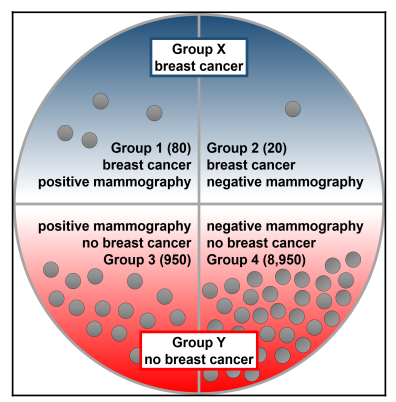 Group X
breast cancer
Group 1 (80)
breast cancer
positive mammography
Group 2 (20)
breast cancer
negative mammography
positive mammography
no breast cancer
Group 3 (950)
negative mammography
no breast cancer
Group 4 (8,950)
Group Y
no breast cancer